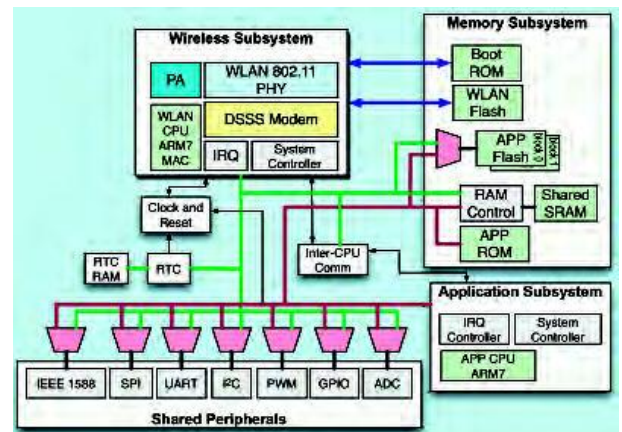 Wireless Subsystem
PA
WLAN 802.11
PHY
WLAN
CPU
ARM7
MAC
DSSS Modem
IRQ
System
Controller
Memory Subsystem
Boot
ROM
WLAN
Flash
APP
Flash
block 0
block 1
RAM
Control
Shared
SRAM
APP
ROM
Clock and
Reset
RTC
RAM
RTC
Inter-CPU
Comm
Application Subsystem
IRQ
Controller
System
Controller
APP CPU
ARM7
IEEE 1588
SPI
UART
I²C
PWM
GPIO
ADC
Shared Peripherals